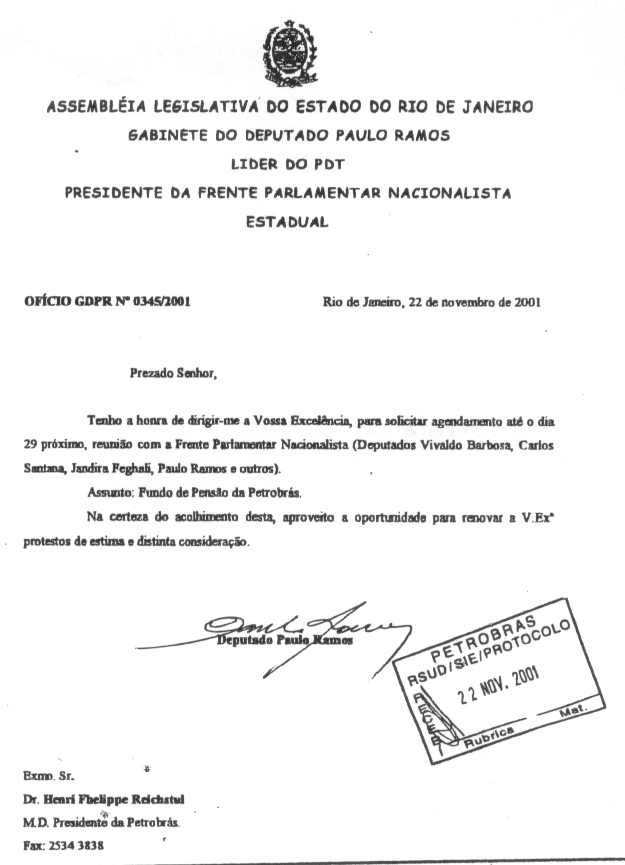 ASSEMBLÉIA LEGISLATIVA DO ESTADO DO RIO DE JANEIRO
GABINETE DO DEPUTADO PAULO RAMOS
LIDER DO PDT
PRESIDENTE DA FRENTE PARLAMENTAR NACIONALISTA
ESTADUAL
OFÍCIO GDPR Nº 0345/2001 Rio de Janeiro, 22 de novembro de 2001
Prezado Senhor,
Tenho a honra de dirigir-me a Vossa Excelência, para solicitar agendamento até o dia
29 próximo, reunião com a Frente Parlamentar Nacionalista (Deputados Vivaldo Barbosa, Carlos
Santana, Jandira Feghali, Paulo Ramos e outros).
Assunto: Fundo de Pensão da Petrobrás.
Na certeza do acolhimento desta, aproveito a oportunidade para renovar a V.Exª
protestos de estima e distinta consideração.
Deputado Paulo Ramos
PETROBRAS
RSUD/SIE/PROTOCOLO
22 NOV. 2001
RECEB
Rubrica Mat.
Exmo. Sr.
Dr. Henri Fhelippe Reichstul
M.D. Presidente da Petrobrás.
Fax: 2534 3838